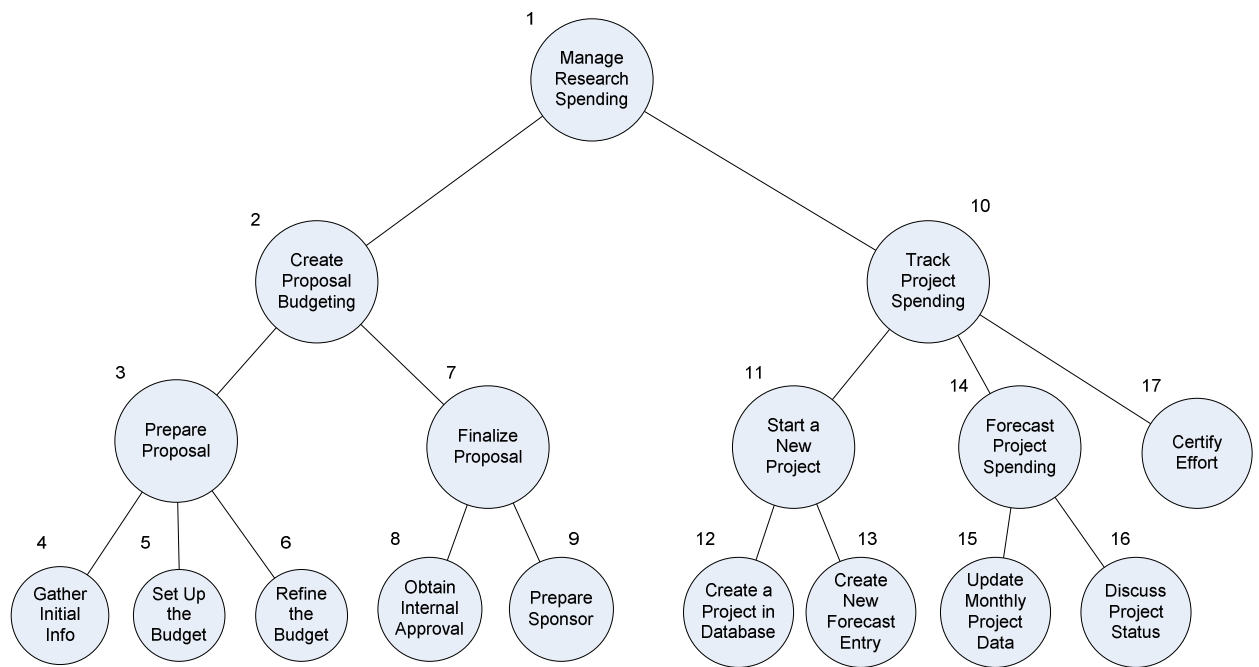 1
Manage
Research
Spending
2
Create
Proposal
Budgeting
10
Track
Project
Spending
3
Prepare
Proposal
7
Finalize
Proposal
11
Start a
New
Project
14
Forecast
Project
Spending
17
Certify
Effort
4
Gather
Initial
Info
5
Set Up
the
Budget
6
Refine
the
Budget
8
Obtain
Internal
Approval
9
Prepare
Sponsor
12
Create a
Project in
Database
13
Create
New
Forecast
Entry
15
Update
Monthly
Project
Data
16
Discuss
Project
Status